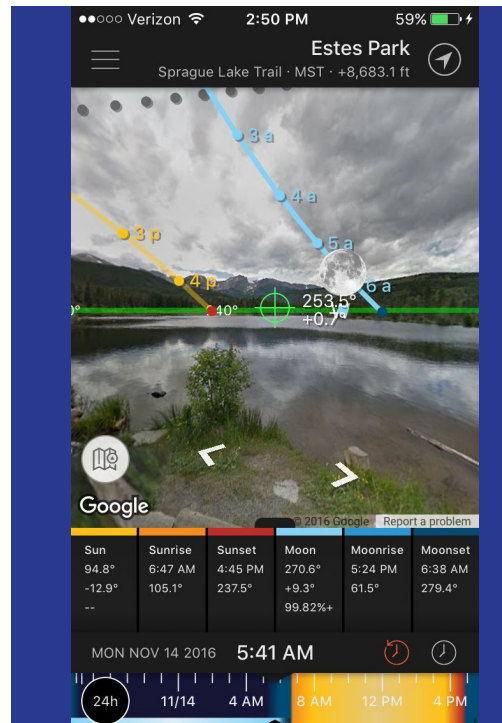 Verizon 2:50 PM 59%
Estes Park
Sprague Lake Trail · MST · +8,683.1 ft
3 a
4 a
3 p
5 a
4 p
6 a
253.5°
240°
+0.7°
Google
© 2016 Google Report a problem
Sun Sunrise Sunset Moon Moonrise Moonset
94.8° 6:47 AM 4:45 PM 270.6° 5:24 PM 6:38 AM
-12.9° 105.1° 237.5° +9.3° 61.5° 279.4°
-- 99.82%+
MON NOV 14 2016 5:41 AM
24h 11/14 4 AM 8 AM 12 PM 4 PM